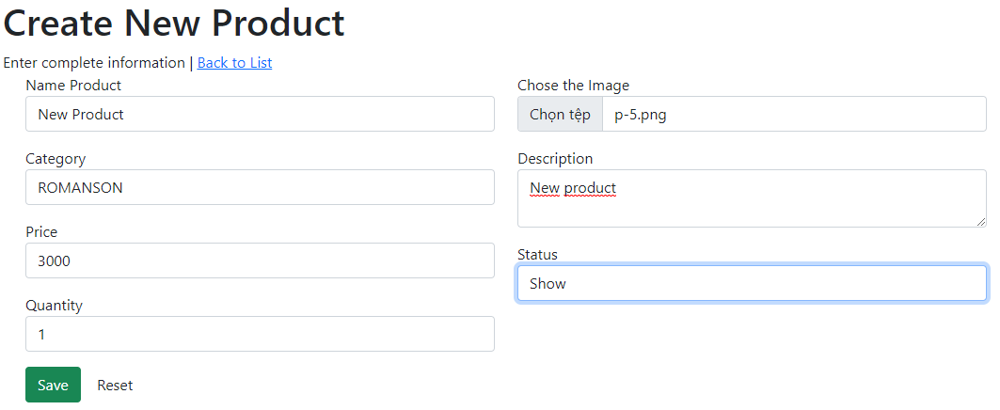 Create New Product
Enter complete information | Back to List
Name Product
New Product
Category
ROMANSON
Price
3000
Quantity
1
Save Reset
Chose the Image
Chọn tệp p-5.png
Description
New product
Status
Show